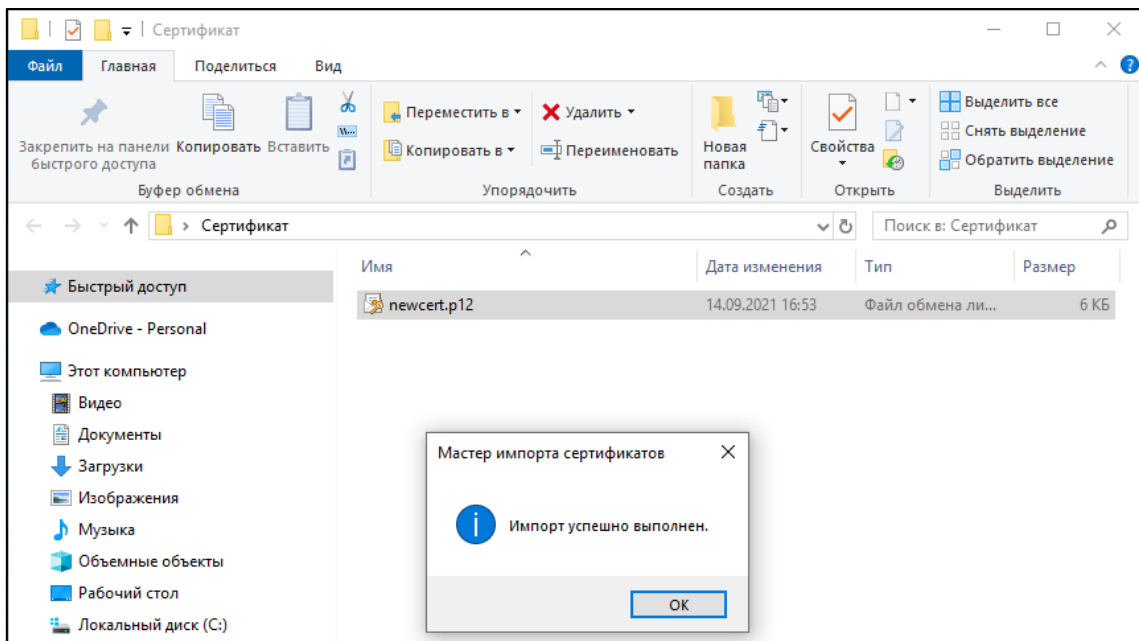 Сертификат
Файл Главная Поделиться Вид
Закрепить на панели быстрого доступа
Копировать
Вставить
Переместить в
Копировать в
Удалить
Переименовать
Новая папка
Свойства
Выделить все
Снять выделение
Обратить выделение
Буфер обмена Упорядочить Создать Открыть Выделить
Сертификат
Поиск в: Сертификат
Имя Дата изменения Тип Размер
newcert.p12 14.09.2021 16:53 Файл обмена ли... 6 КБ
Быстрый доступ
OneDrive - Personal
Этот компьютер
Видео
Документы
Загрузки
Изображения
Музыка
Объемные объекты
Рабочий стол
Локальный диск (C:)
Мастер импорта сертификатов
Импорт успешно выполнен.
ОК